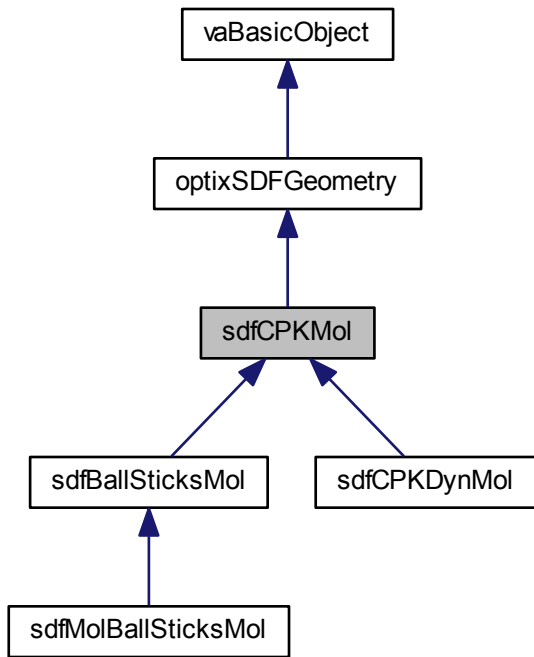 vaBasicObject
optixSDFGeometry
sdfCPKMol
sdfBallSticksMol
sdfCPKDynMol
sdfMolBallSticksMol